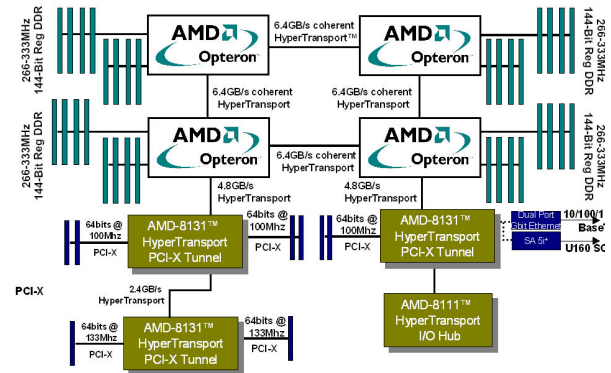 266-333MHz
144-Bit Reg DDR
AMD
Opteron
6.4GB/s coherent
HyperTransport™
AMD
Opteron
266-333MHz
144-Bit Reg DDR
6.4GB/s coherent
HyperTransport
6.4GB/s coherent
HyperTransport
266-333MHz
144-Bit Reg DDR
AMD
Opteron
6.4GB/s coherent
HyperTransport
AMD
Opteron
266-333MHz
144-Bit Reg DDR
4.8GB/s
HyperTransport
4.8GB/s
HyperTransport
64bits @
100Mhz
PCI-X
AMD-8131™
HyperTransport
PCI-X Tunnel
64bits @
100Mhz
PCI-X
64bits @
100Mhz
PCI-X
AMD-8131™
HyperTransport
PCI-X Tunnel
Dual Port
Gbit Ethernet
10/100/1
BaseT
SA 5i+
U160 SC
PCI-X
2.4GB/s
HyperTransport
AMD-8111™
HyperTransport
I/O Hub
64bits @
133Mhz
PCI-X
AMD-8131™
HyperTransport
PCI-X Tunnel
64bits @
133Mhz
PCI-X